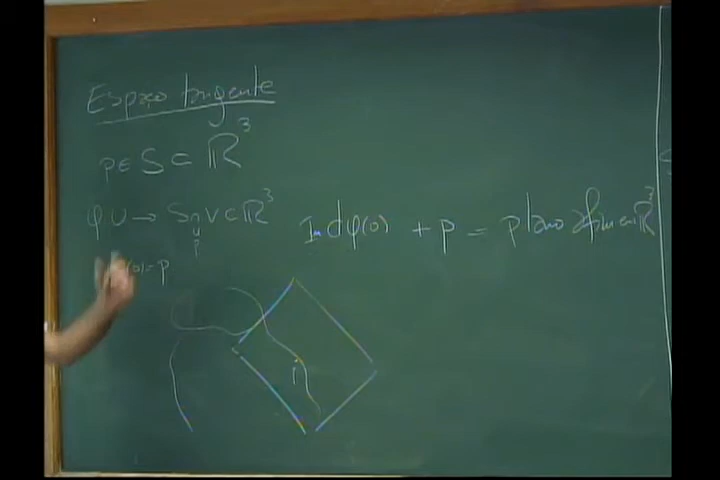 Espaço tangente
p ∈ S ⊂ ℝ³
φ U → S ∩ V ⊂ ℝ³
p
(0) = p
Im dφ(0) + p = plano afim em ℝ³